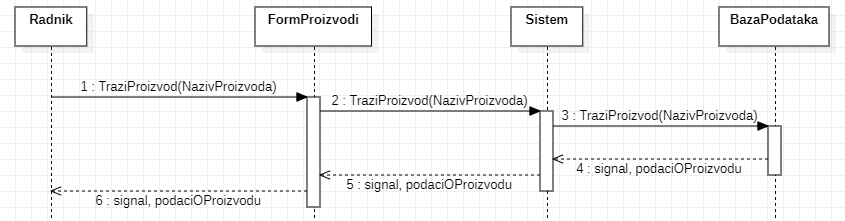 Radnik
FormProizvodi
Sistem
BazaPodataka
1 : TraziProizvod(NazivProizvoda)
2 : TraziProizvod(NazivProizvoda)
3 : TraziProizvod(NazivProizvoda)
4 : signal, podaciOProizvodu
5 : signal, podaciOProizvodu
6 : signal, podaciOProizvodu